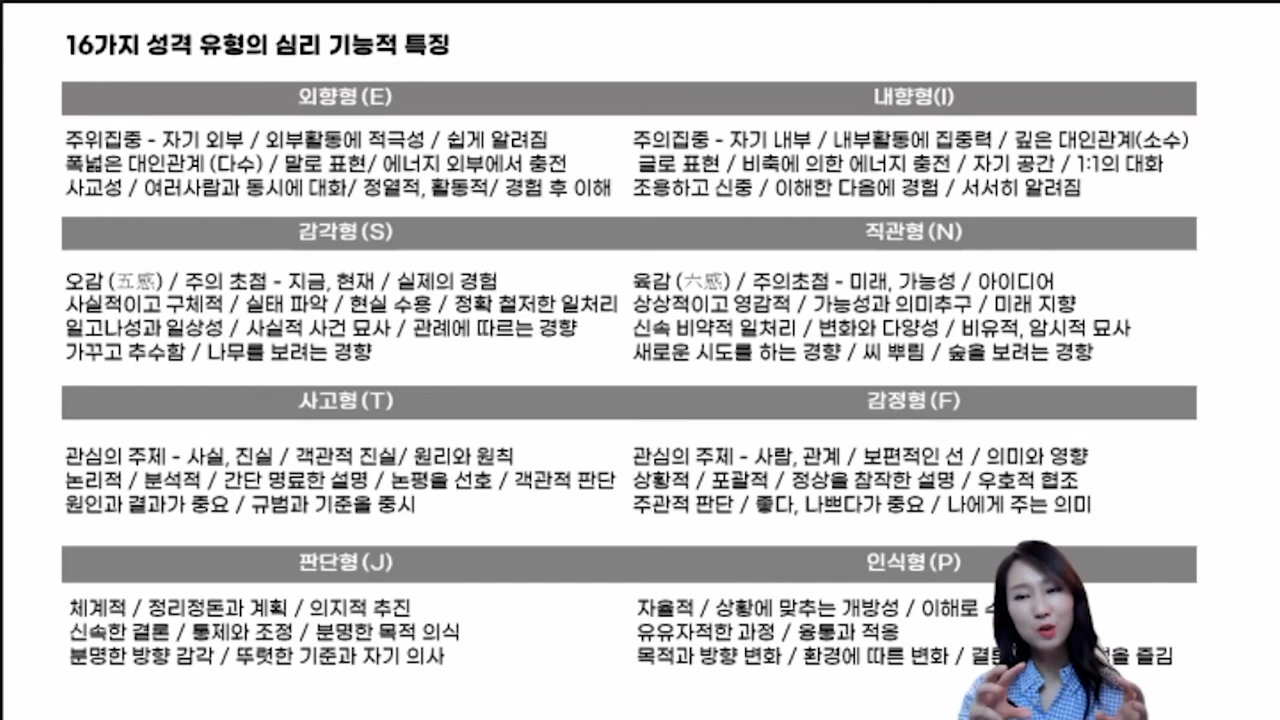 16가지 성격 유형의 심리 기능적 특징
외향형(E)
내향형(I)
주위집중 - 자기 외부 / 외부활동에 적극성 / 쉽게 알려짐
폭넓은 대인관계 (다수) / 말로 표현/ 에너지 외부에서 충전
사교성 / 여러사람과 동시에 대화/ 정열적, 활동적/ 경험 후 이해
주의집중 - 자기 내부 / 내부활동에 집중력 / 깊은 대인관계(소수)
글로 표현 / 비축에 의한 에너지 충전 / 자기 공간 / 1:1의 대화
조용하고 신중 / 이해한 다음에 경험 / 서서히 알려짐
감각형(S)
직관형(N)
오감 (五感) / 주의 초첨 - 지금, 현재 / 실제의 경험
사실적이고 구체적 / 실태 파악 / 현실 수용 / 정확 철저한 일처리
일고나성과 일상성 / 사실적 사건 묘사 / 관례에 따르는 경향
가꾸고 추수함 / 나무를 보려는 경향
육감 (六感) / 주의초첨 - 미래, 가능성 / 아이디어
상상적이고 영감적 / 가능성과 의미추구 / 미래 지향
신속 비약적 일처리 / 변화와 다양성 / 비유적, 암시적 묘사
새로운 시도를 하는 경향 / 씨 뿌림 / 숲을 보려는 경향
사고형(T)
감정형(F)
관심의 주제 - 사실, 진실 / 객관적 진실/ 원리와 원칙
논리적 / 분석적 / 간단 명료한 설명 / 논평을 선호 / 객관적 판단
원인과 결과가 중요 / 규범과 기준을 중시
관심의 주제 - 사람, 관계 / 보편적인 선 / 의미와 영향
상황적 / 포괄적 / 정상을 참작한 설명 / 우호적 협조
주관적 판단 / 좋다, 나쁘다가 중요 / 나에게 주는 의미
판단형(J)
인식형(P)
체계적 / 정리정돈과 계획 / 의지적 추진
신속한 결론 / 통제와 조정 / 분명한 목적 의식
분명한 방향 감각 / 뚜렷한 기준과 자기 의사
자율적 / 상황에 맞추는 개방성 / 이해로
유유자적한 과정 / 융통과 적응
목적과 방향 변화 / 환경에 따른 변화 / 즐김